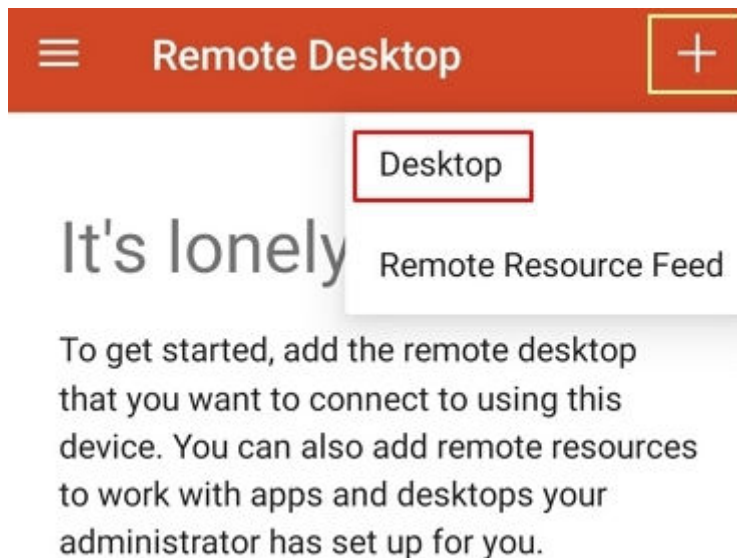 Remote Desktop
Desktop
It's lonely
Remote Resource Feed
To get started, add the remote desktop
that you want to connect to using this
device. You can also add remote resources
to work with apps and desktops your
administrator has set up for you.